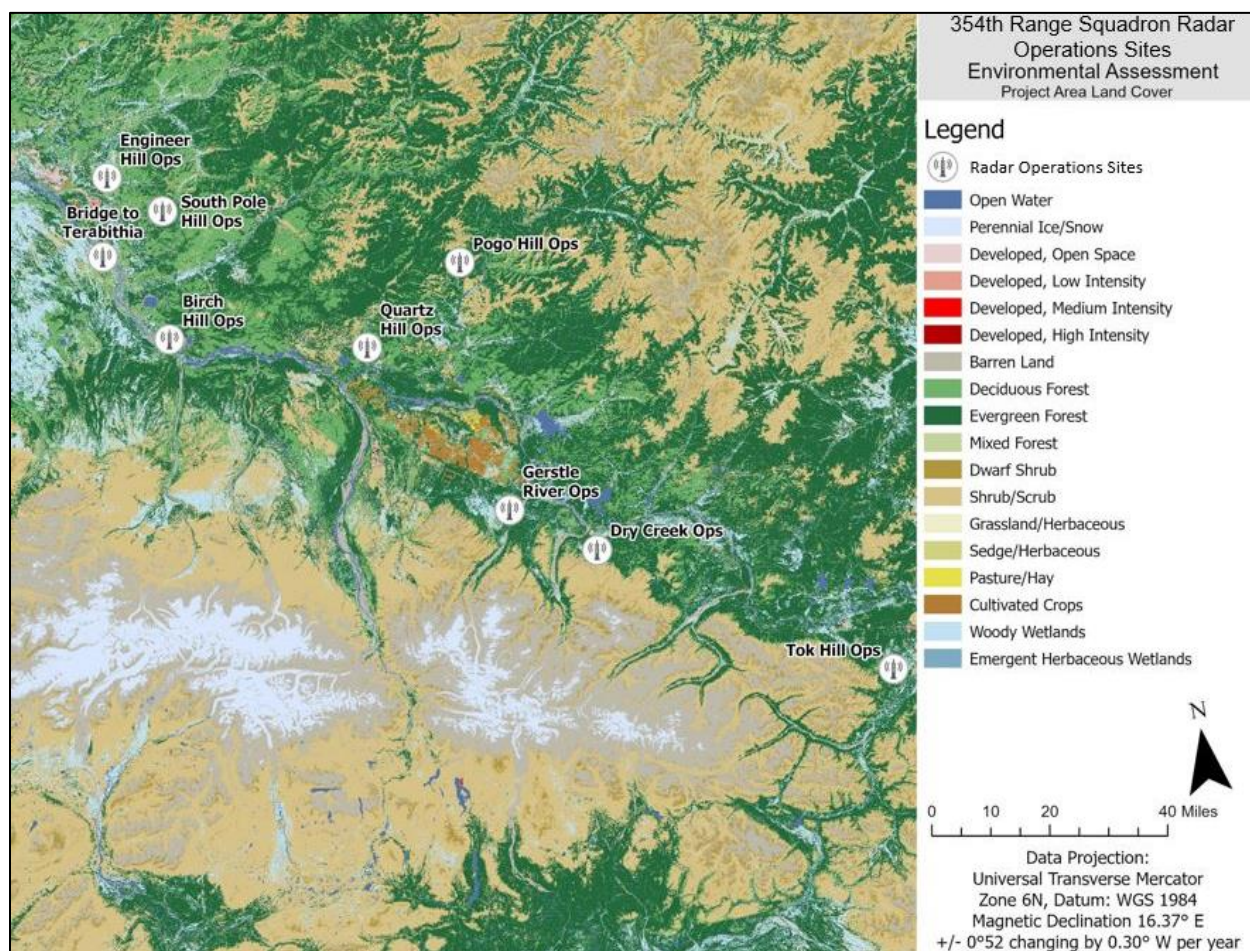 354th Range Squadron Radar
Operations Sites
Environmental Assessment
Project Area Land Cover
Legend
Radar Operations Sites
Open Water
Perennial Ice/Snow
Developed, Open Space
Developed, Low Intensity
Developed, Medium Intensity
Developed, High Intensity
Barren Land
Deciduous Forest
Evergreen Forest
Mixed Forest
Dwarf Shrub
Shrub/Scrub
Grassland/Herbaceous
Sedge/Herbaceous
Pasture/Hay
Cultivated Crops
Woody Wetlands
Emergent Herbaceous Wetlands
Engineer
Hill Ops
South Pole
Hill Ops
Bridge to
Terabithia
Pogo Hill Ops
Birch
Hill Ops
Quartz
Hill Ops
Gerstle
River Ops
Dry Creek Ops
Tok Hill Ops
N
0 10 20 40 Miles
Data Projection:
Universal Transverse Mercator
Zone 6N, Datum: WGS 1984
Magnetic Declination 16.37° E
+/- 0°52 changing by 0.30° W per year